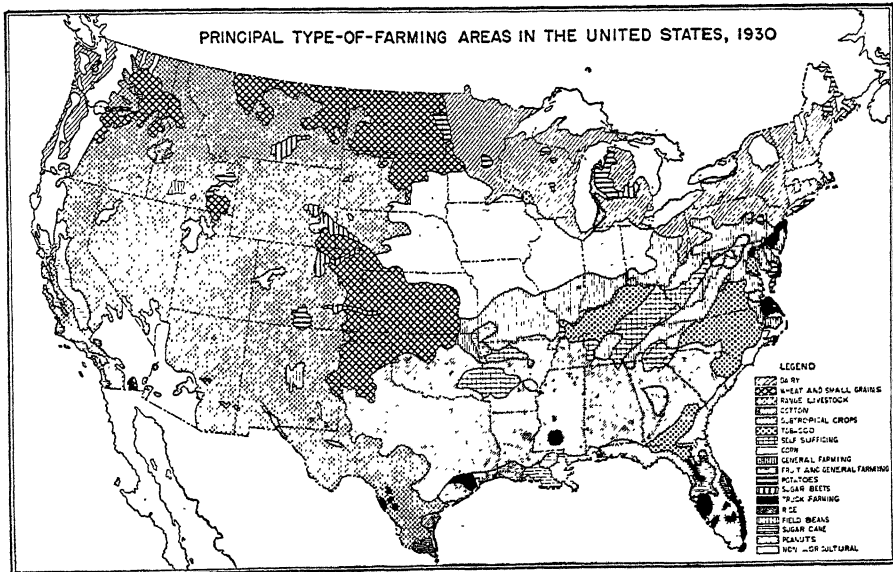 PRINCIPAL TYPE-OF-FARMING AREAS IN THE UNITED STATES, 1930
LEGEND
DAIRY
WHEAT AND SMALL GRAINS
RANGE LIVESTOCK
COTTON
SUBTROPICAL CROPS
TOBACCO
SELF SUFFICING
CORN
GENERAL FARMING
FRUIT AND GENERAL FARMING
POTATOES
SUGAR BEETS
TRUCK FARMING
RICE
FIELD BEANS
SUGAR CANE
PEANUTS
NON AGRICULTURAL